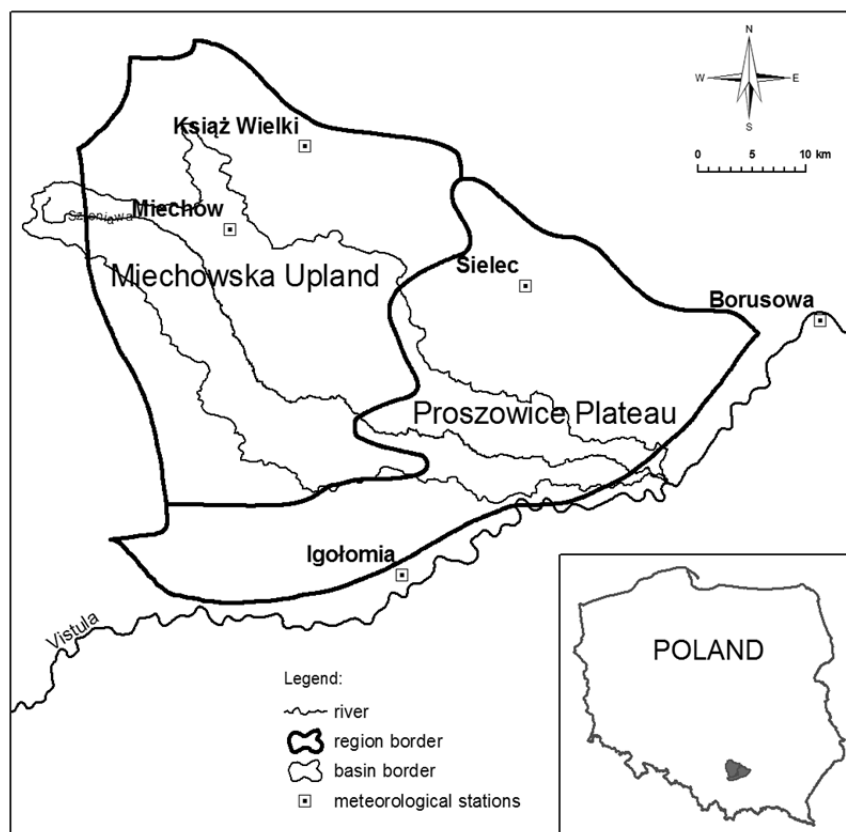 N
W E
S
0 5 10 km
Książ Wielki
Miechów
Szreniawa
Miechowska Upland
Sielec
Borusowa
Proszowice Plateau
Igołomia
Vistula
POLAND
Legend:
river
region border
basin border
meteorological stations